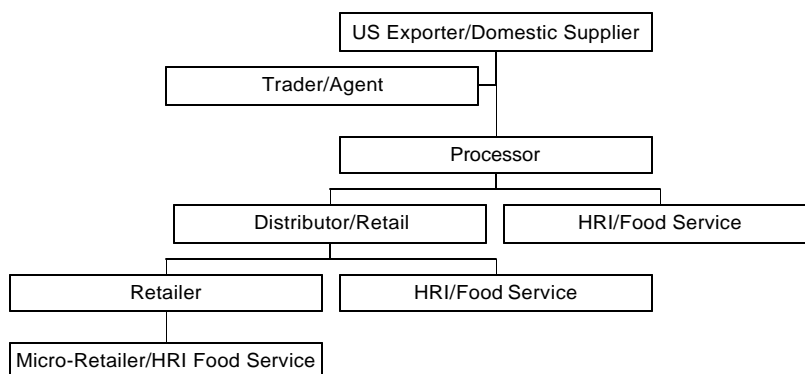 US Exporter/Domestic Supplier
Trader/Agent
Processor
Distributor/Retail
HRI/Food Service
Retailer
HRI/Food Service
Micro-Retailer/HRI Food Service